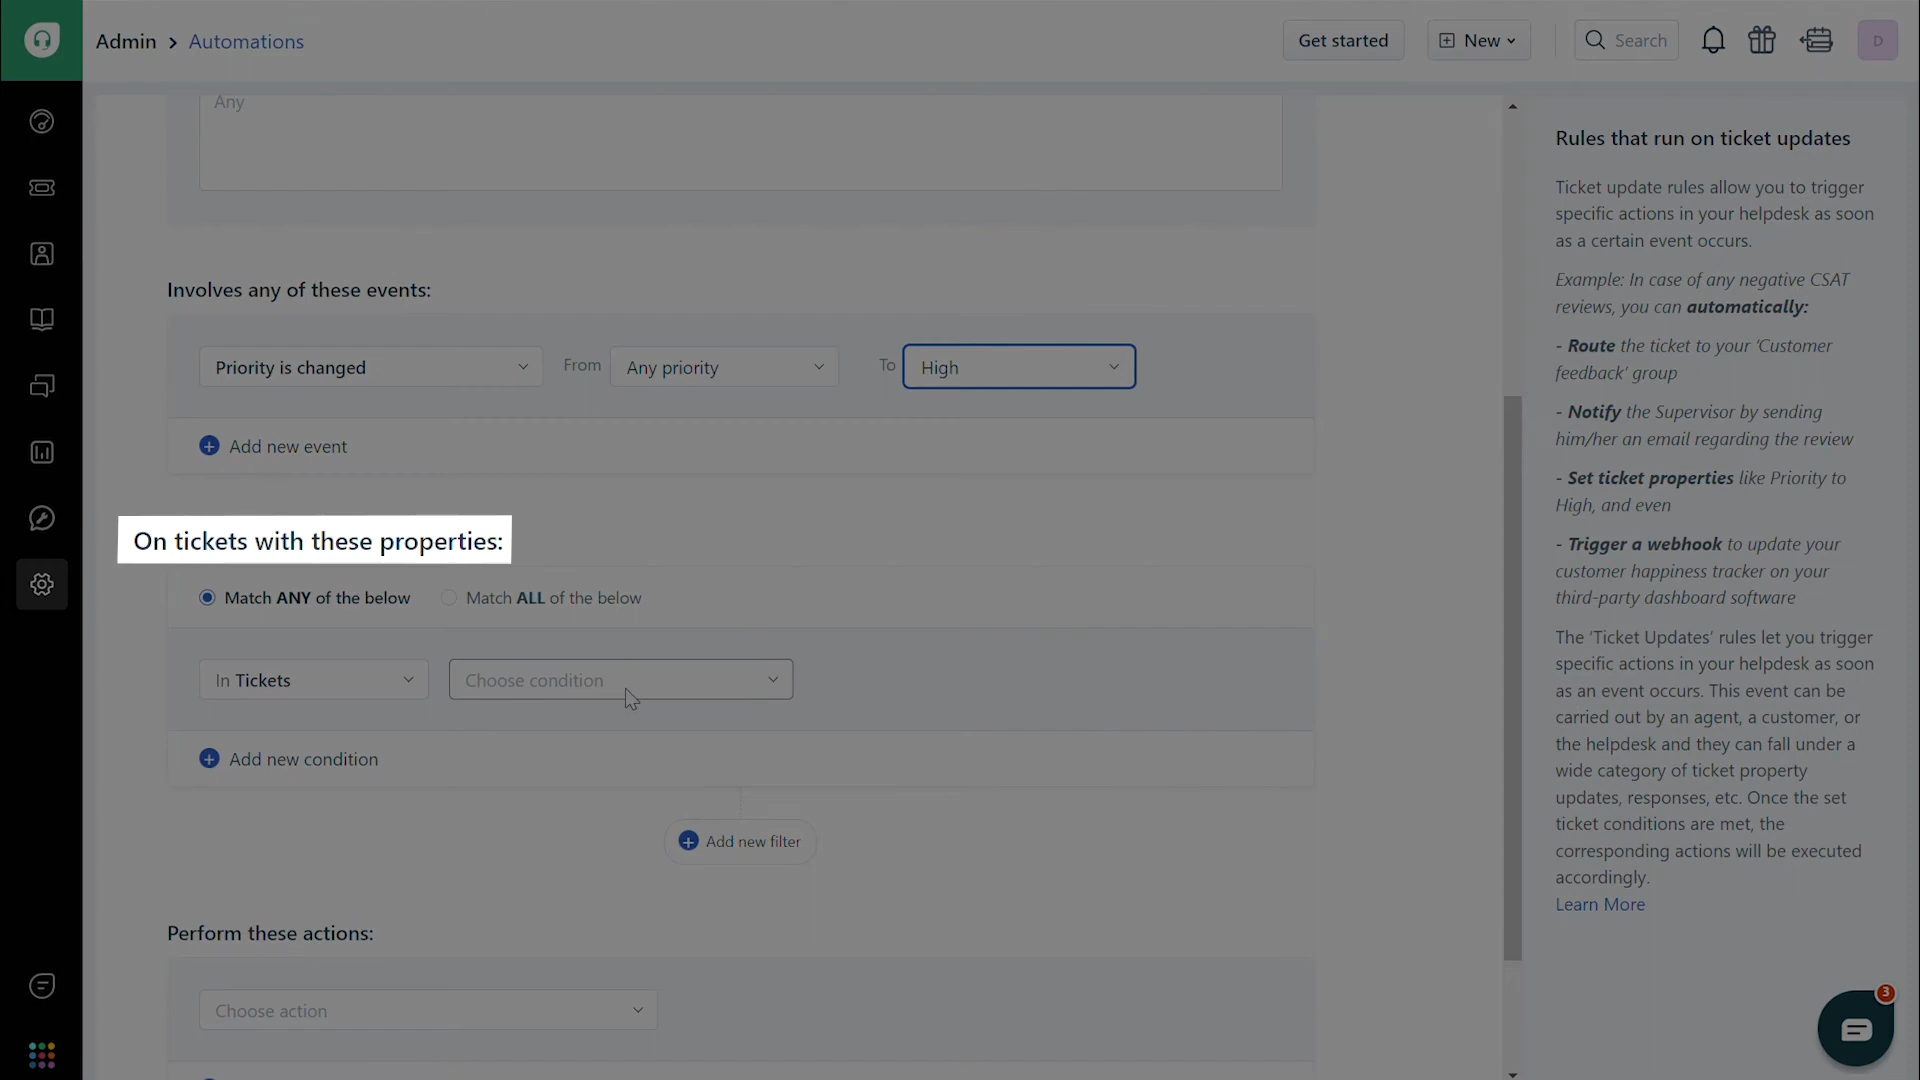 Admin > Automations
Get started
New
Search
D
Any
Involves any of these events:
Priority is changed
From
Any priority
To
High
Add new event
On tickets with these properties:
Match ANY of the below
Match ALL of the below
In Tickets
Choose condition
Add new condition
Add new filter
Perform these actions:
Choose action
Rules that run on ticket updates
Ticket update rules allow you to trigger
specific actions in your helpdesk as soon
as a certain event occurs.
Example: In case of any negative CSAT
reviews, you can automatically:
- Route the ticket to your ‘Customer
feedback’ group
- Notify the Supervisor by sending
him/her an email regarding the review
- Set ticket properties like Priority to
High, and even
- Trigger a webhook to update your
customer happiness tracker on your
third-party dashboard software
The ‘Ticket Updates’ rules let you trigger
specific actions in your helpdesk as soon
as an event occurs. This event can be
carried out by an agent, a customer, or
the helpdesk and they can fall under a
wide category of ticket property
updates, responses, etc. Once the set
ticket conditions are met, the
corresponding actions will be executed
accordingly.
Learn More
3